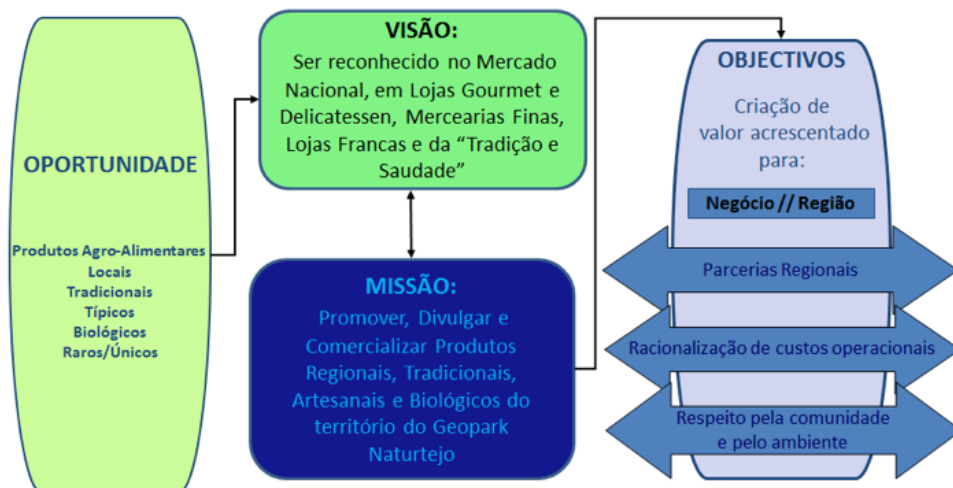 OPORTUNIDADE
Produtos Agro-Alimentares
Locais
Tradicionais
Típicos
Biológicos
Raros/Únicos
VISÃO:
Ser reconhecido no Mercado
Nacional, em Lojas Gourmet e
Delicatessen, Mercearias Finas,
Lojas Francas e da “Tradição e
Saudade”
MISSÃO:
Promover, Divulgar e
Comercializar Produtos
Regionais, Tradicionais,
Artesanais e Biológicos do
território do Geopark
Naturtejo
OBJECTIVOS
Criação de
valor acrescentado
para:
Negócio // Região
Parcerias Regionais
Racionalização de custos operacionais
Respeito pela comunidade
e pelo ambiente